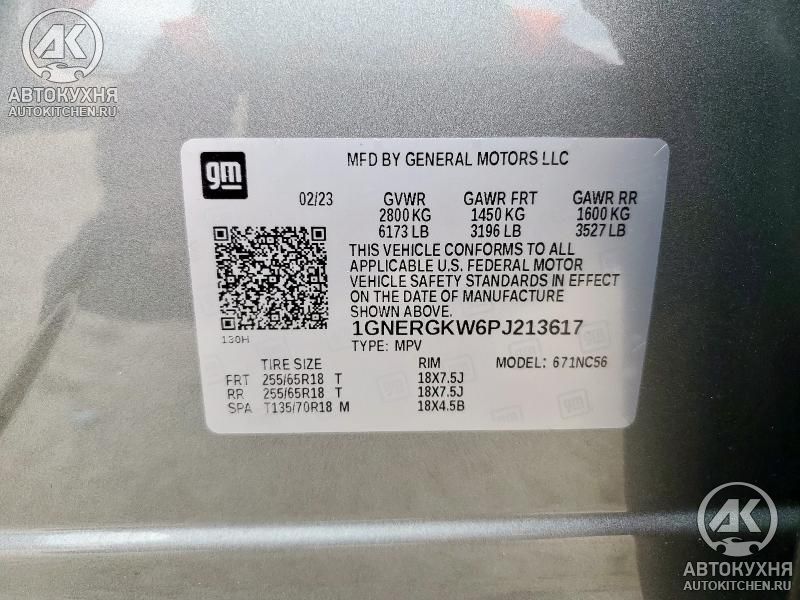 AK
АВТОКУХНЯ
AUTOKITCHEN.RU
gm
MFD BY GENERAL MOTORS LLC
02/23 GVWR GAWR FRT GAWR RR
2800 KG 1450 KG 1600 KG
6173 LB 3196 LB 3527 LB
THIS VEHICLE CONFORMS TO ALL
APPLICABLE U.S. FEDERAL MOTOR
VEHICLE SAFETY STANDARDS IN EFFECT
ON THE DATE OF MANUFACTURE
SHOWN ABOVE.
1GNERGKW6PJ213617
130H
TYPE: MPV
TIRE SIZE RIM MODEL: 671NC56
FRT 255/65R18 T 18X7.5J
RR 255/65R18 T 18X7.5J
SPA T135/70R18 M 18X4.5B
AK
АВТОКУХНЯ
AUTOKITCHEN.RU